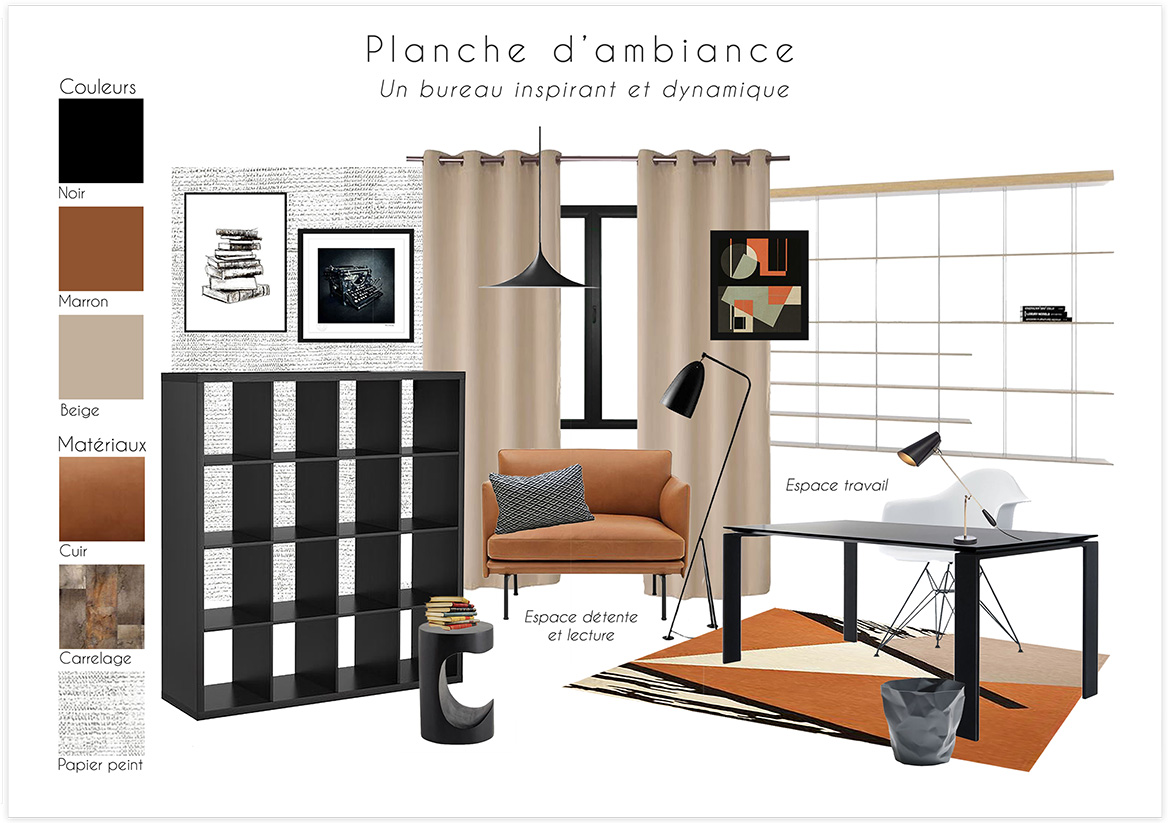 Planche d'ambiance
Un bureau inspirant et dynamique
Couleurs
Noir
Marron
Beige
Matériaux
Cuir
Carrelage
Papier peint
Espace travail
Espace détente
et lecture